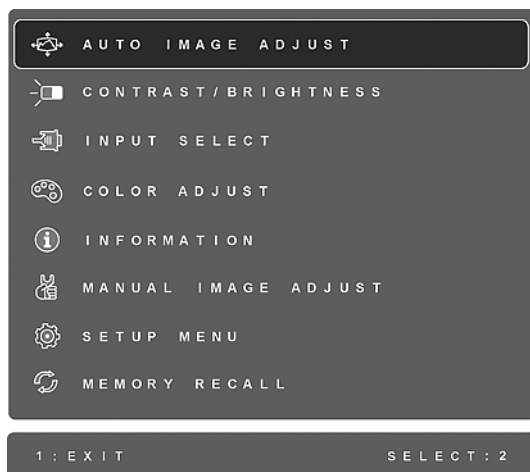 AUTO IMAGE ADJUST
CONTRAST/BRIGHTNESS
INPUT SELECT
COLOR ADJUST
INFORMATION
MANUAL IMAGE ADJUST
SETUP MENU
MEMORY RECALL
1:EXIT SELECT:2